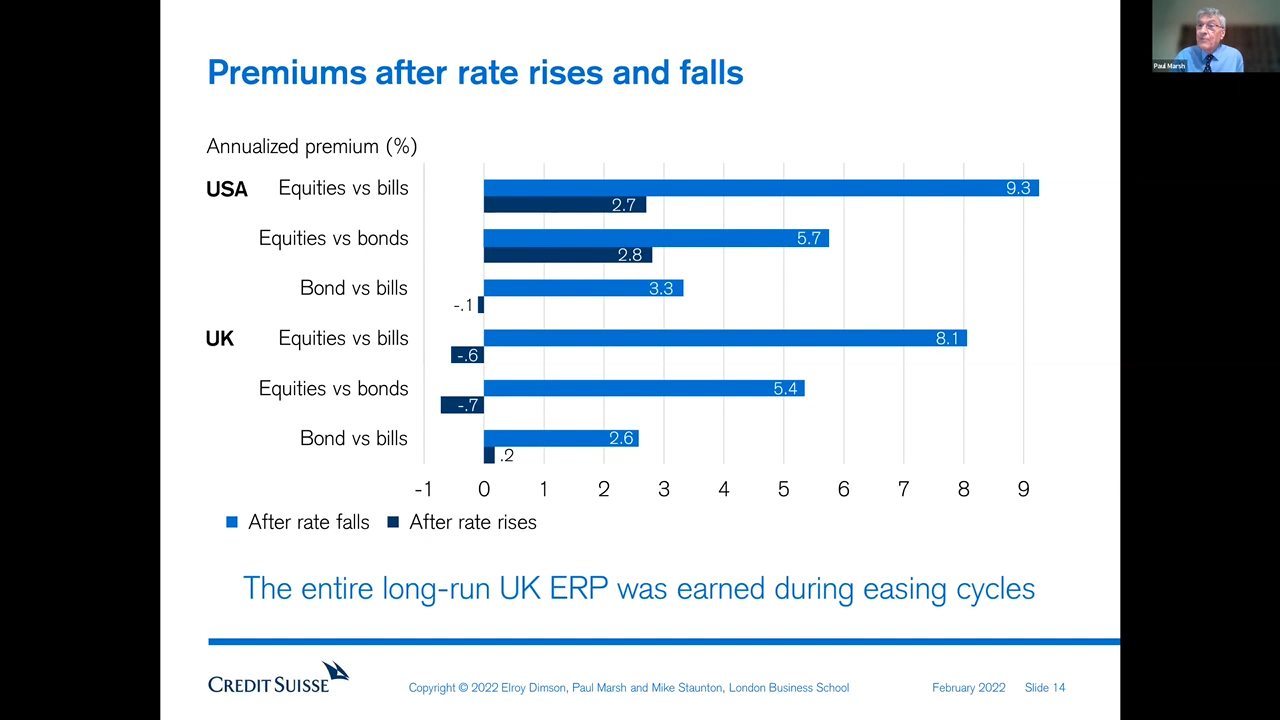 Premiums after rate rises and falls
Paul Marsh
Annualized premium (%)
USA Equities vs bills 9.3
2.7
Equities vs bonds 5.7
2.8
Bond vs bills 3.3
-.1
UK Equities vs bills 8.1
-.6
Equities vs bonds 5.4
-.7
Bond vs bills 2.6
.2
-1 0 1 2 3 4 5 6 7 8 9
After rate falls After rate rises
The entire long-run UK ERP was earned during easing cycles
CREDIT SUISSE
Copyright © 2022 Elroy Dimson, Paul Marsh and Mike Staunton, London Business School February 2022 Slide 14